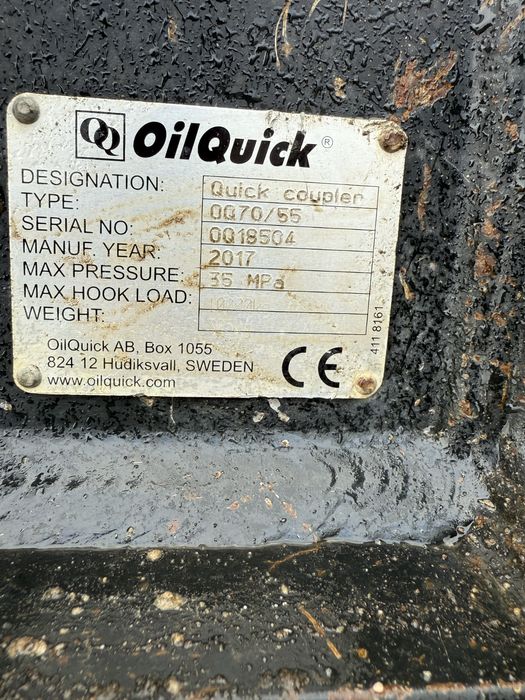 OilQuick®
DESIGNATION: Quick coupler
TYPE: OQ70/55
SERIAL NO: OQ18504
MANUF. YEAR: 2017
MAX PRESSURE: 35 MPa
MAX HOOK LOAD:
WEIGHT:
OilQuick AB, Box 1055
824 12 Hudiksvall, SWEDEN
www.oilquick.com
CE
411 8161